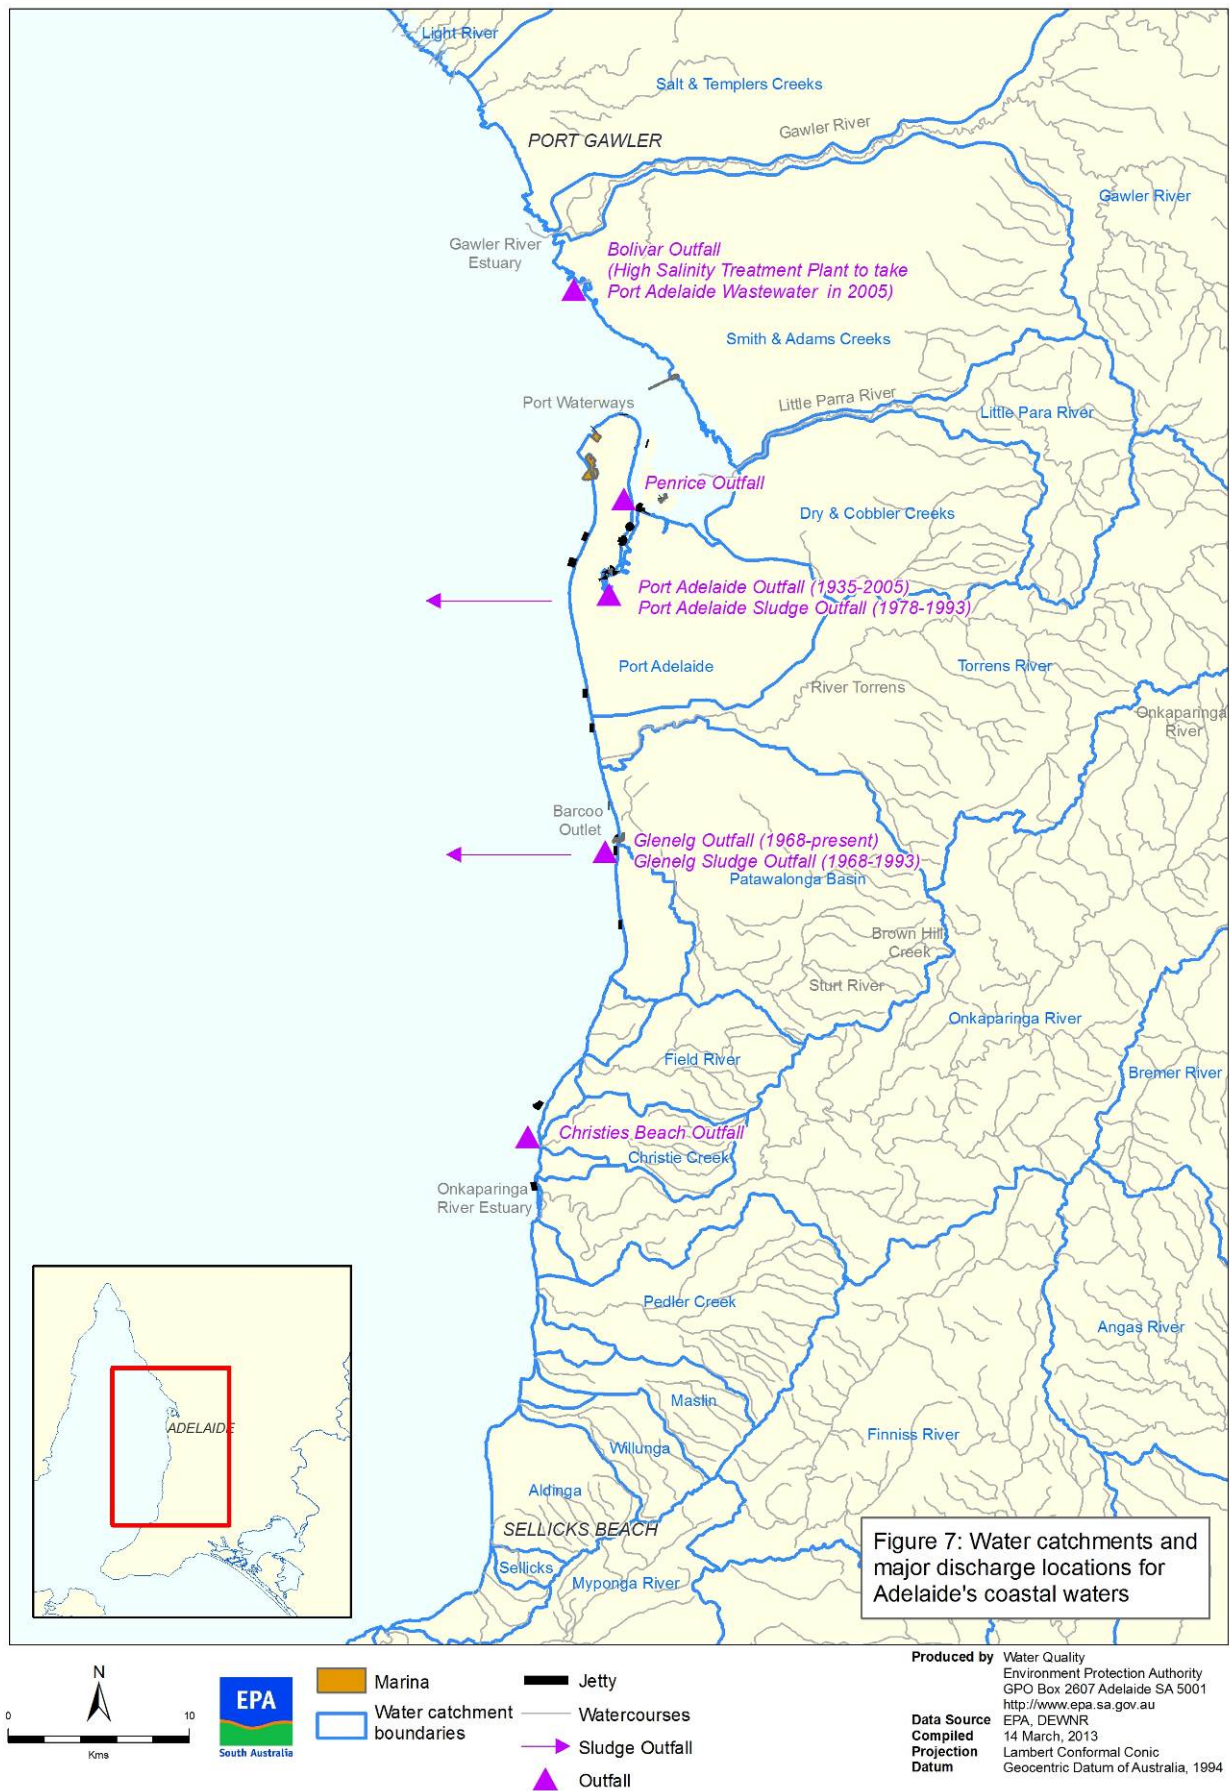 Light River
Salt & Templers Creeks
Gawler River
PORT GAWLER
Gawler River
Gawler River
Estuary
Bolivar Outfall
(High Salinity Treatment Plant to take
Port Adelaide Wastewater in 2005)
Smith & Adams Creeks
Port Waterways
Little Parra River
Little Para River
Penrice Outfall
Dry & Cobbler Creeks
Port Adelaide Outfall (1935-2005)
Port Adelaide Sludge Outfall (1978-1993)
Port Adelaide
Torrens River
River Torrens
Onkaparinga
River
Barcoo
Outlet
Glenelg Outfall (1968-present)
Glenelg Sludge Outfall (1968-1993)
Patawalonga Basin
Brown Hill
Creek
Sturt River
Onkaparinga River
Field River
Bremer River
Christies Beach Outfall
Christie Creek
Onkaparinga
River Estuary
Pedler Creek
Angas River
Maslin
Finniss River
Willunga
Aldinga
SELLICKS BEACH
Sellicks
Myponga River
ADELAIDE
Figure 7: Water catchments and
major discharge locations for
Adelaide's coastal waters
N
0 10
Kms
EPA
South Australia
Marina
Water catchment
boundaries
Jetty
Watercourses
Sludge Outfall
Outfall
Produced by Water Quality
Environment Protection Authority
GPO Box 2607 Adelaide SA 5001
http://www.epa.sa.gov.au
Data Source EPA, DEWNR
Compiled 14 March, 2013
Projection Lambert Conformal Conic
Datum Geocentric Datum of Australia, 1994